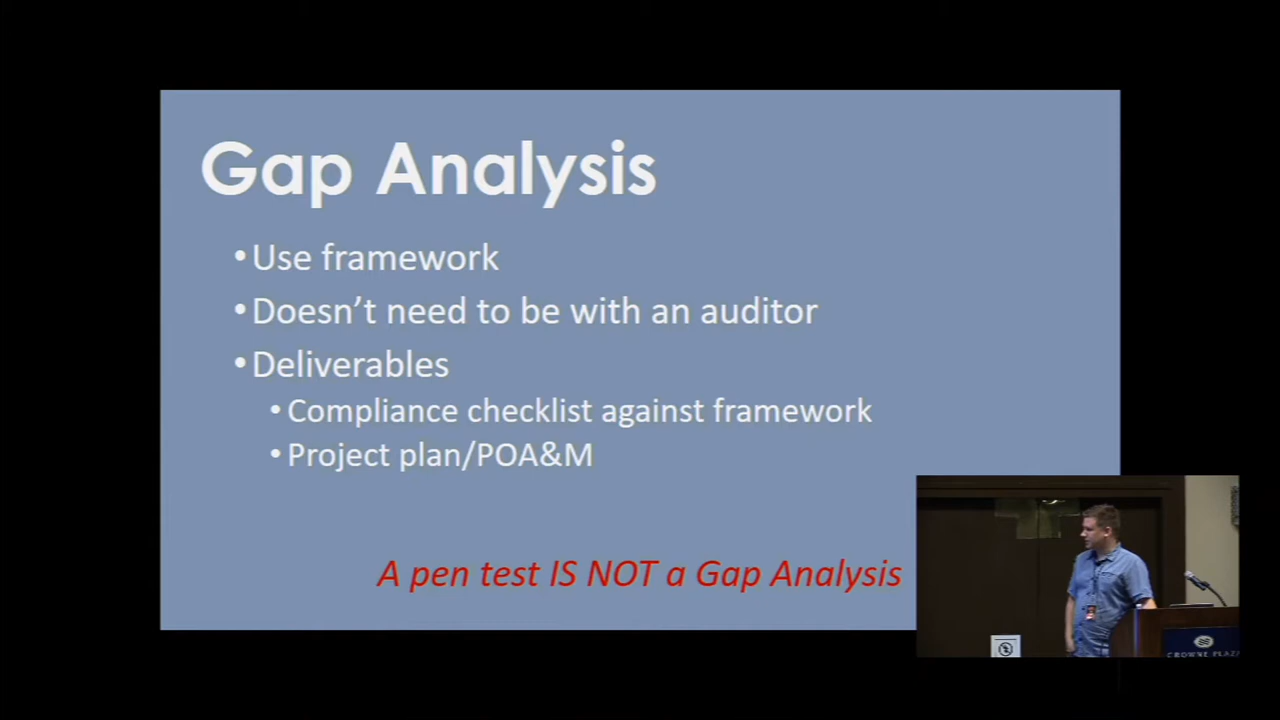 Gap Analysis
•Use framework
•Doesn’t need to be with an auditor
•Deliverables
•Compliance checklist against framework
•Project plan/POA&M
A pen test IS NOT a Gap Analysis
CROWNE PLAZA